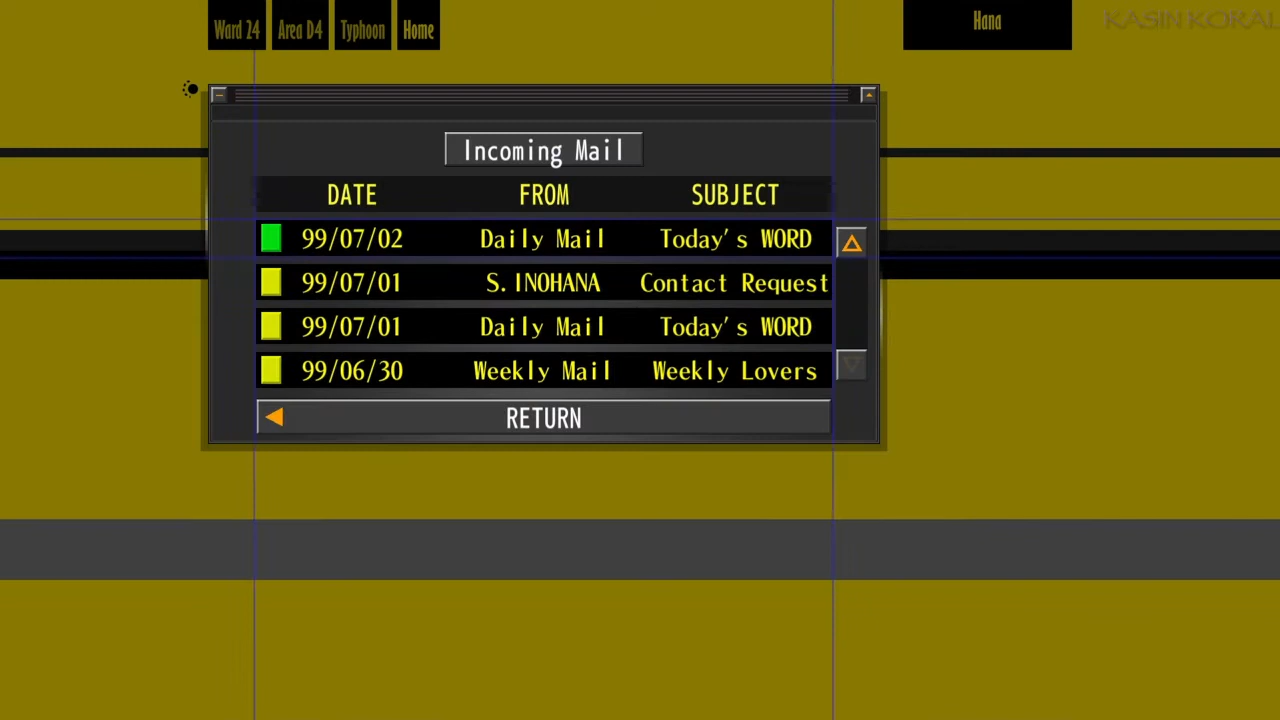 Ward 24 Area D4 Typhoon Home Hana KASIN KORAL
Incoming Mail
DATE FROM SUBJECT
99/07/02 Daily Mail Today's WORD
99/07/01 S.INOHANA Contact Request
99/07/01 Daily Mail Today's WORD
99/06/30 Weekly Mail Weekly Lovers
RETURN